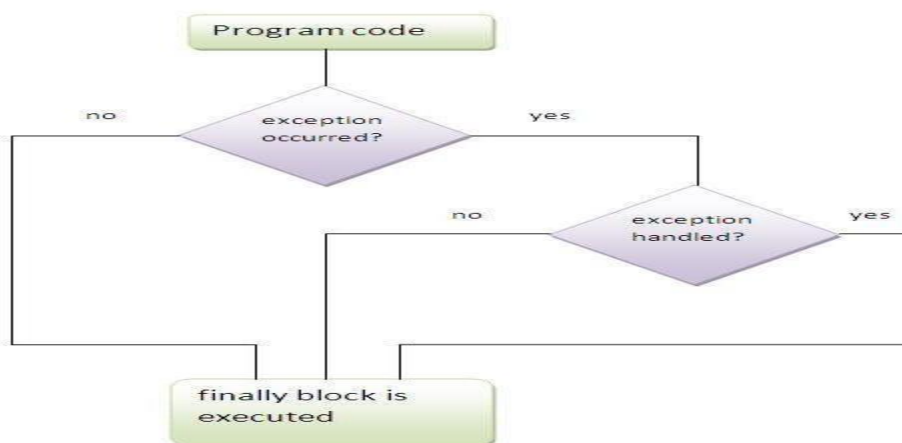 Program code
no
exception
occurred?
yes
no
exception
handled?
yes
finally block is
executed